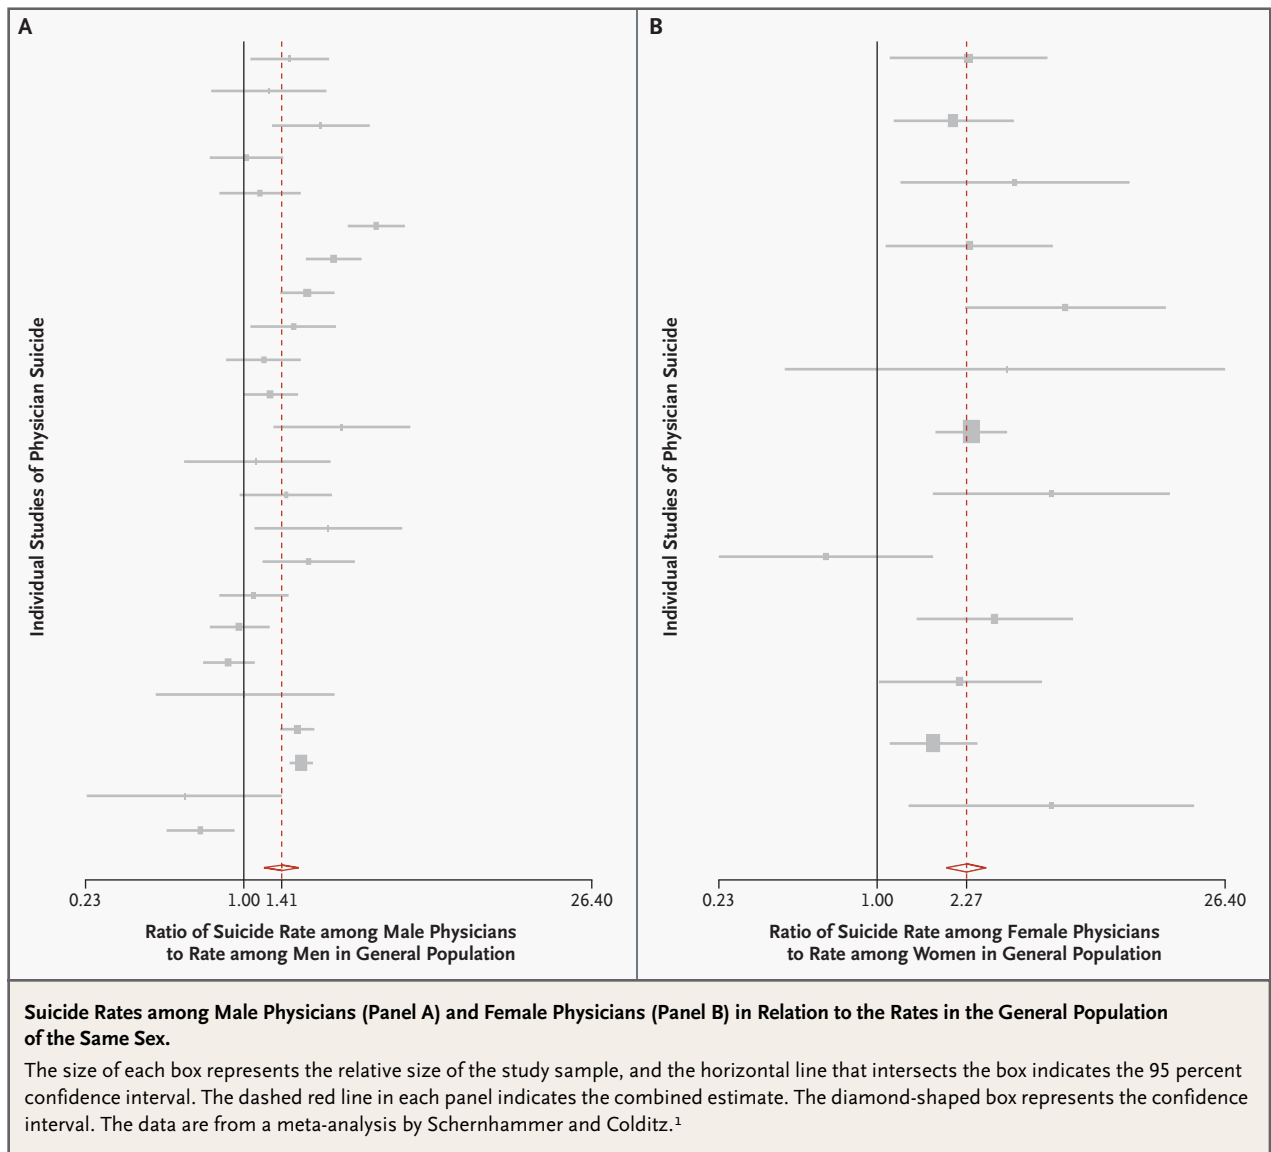 A
Individual Studies of Physician Suicide
0.23 1.00 1.41 26.40
Ratio of Suicide Rate among Male Physicians
to Rate among Men in General Population
B
Individual Studies of Physician Suicide
0.23 1.00 2.27 26.40
Ratio of Suicide Rate among Female Physicians
to Rate among Women in General Population
Suicide Rates among Male Physicians (Panel A) and Female Physicians (Panel B) in Relation to the Rates in the General Population
of the Same Sex.
The size of each box represents the relative size of the study sample, and the horizontal line that intersects the box indicates the 95 percent
confidence interval. The dashed red line in each panel indicates the combined estimate. The diamond-shaped box represents the confidence
interval. The data are from a meta-analysis by Schernhammer and Colditz.¹